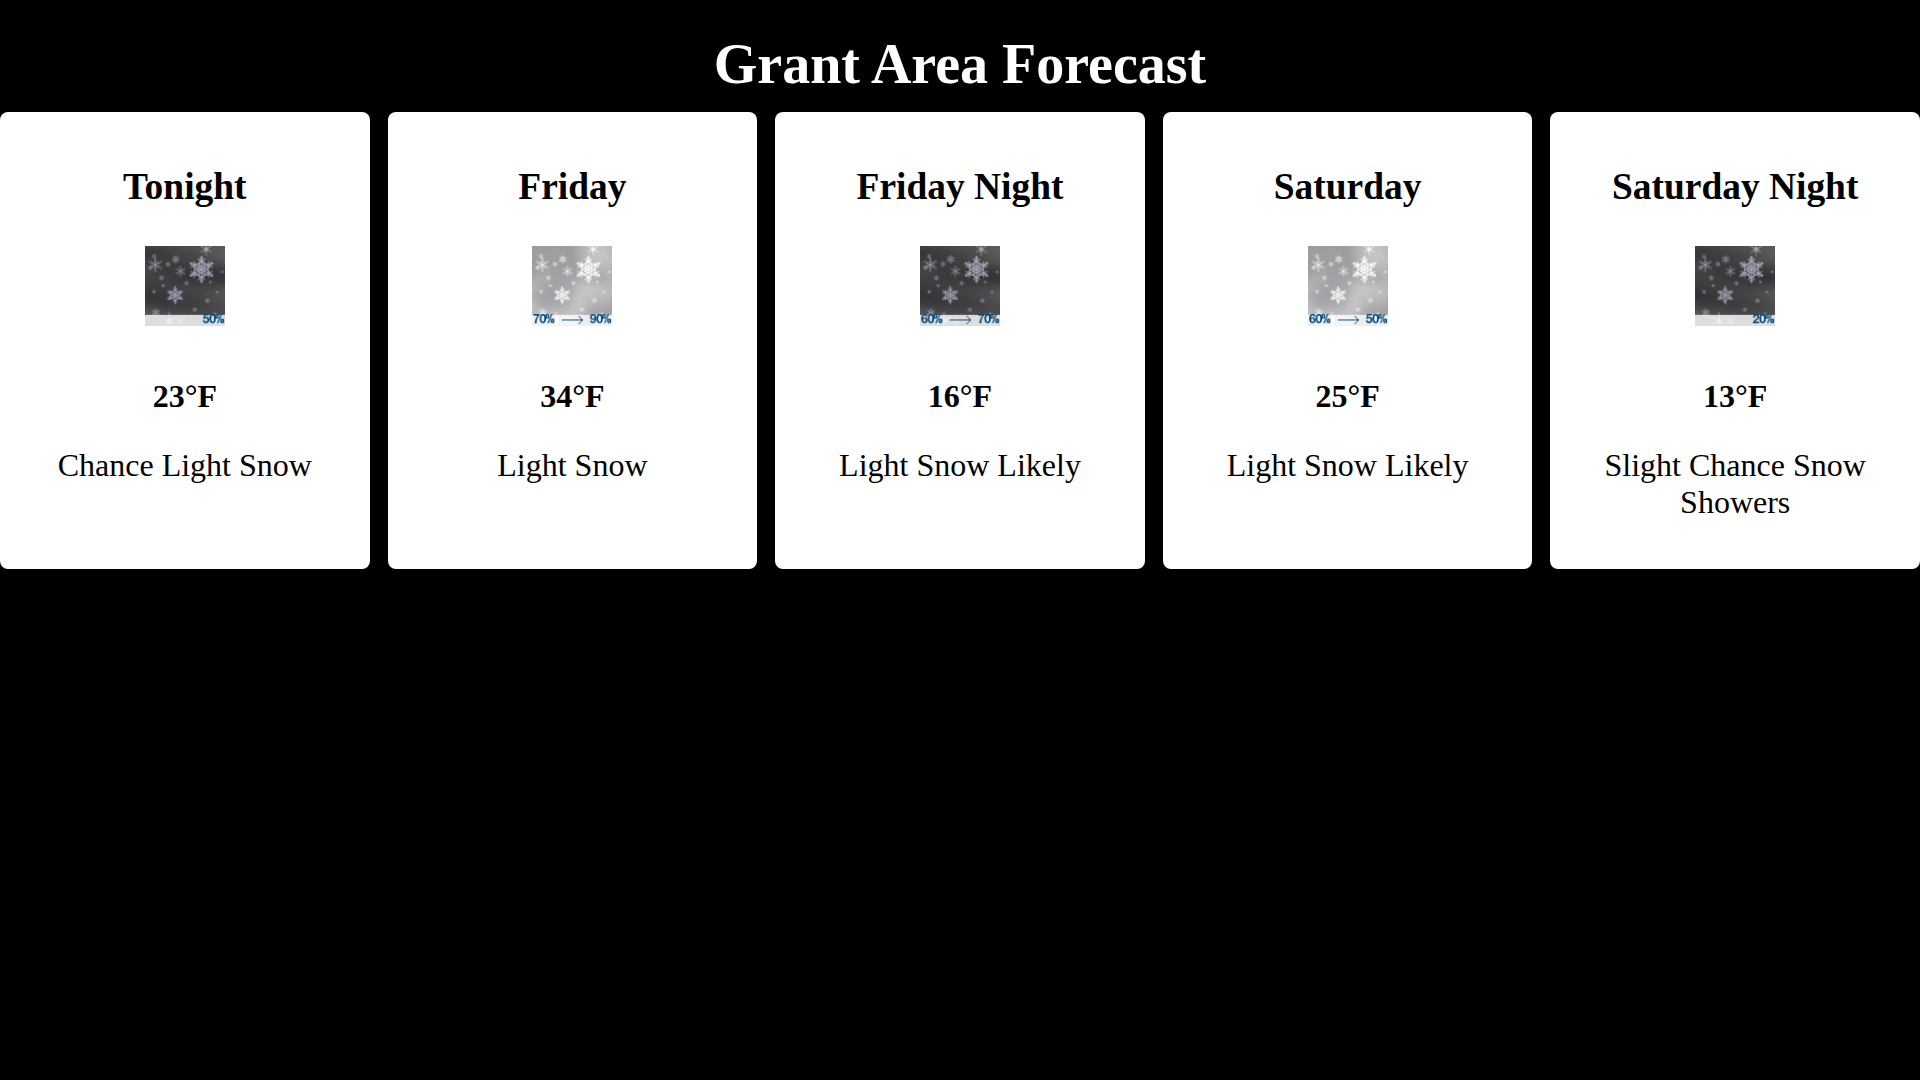 Grant Area Forecast
Tonight
50%
23°F
Chance Light Snow
Friday
70% → 90%
34°F
Light Snow
Friday Night
60% → 70%
16°F
Light Snow Likely
Saturday
60% → 50%
25°F
Light Snow Likely
Saturday Night
20%
13°F
Slight Chance Snow
Showers